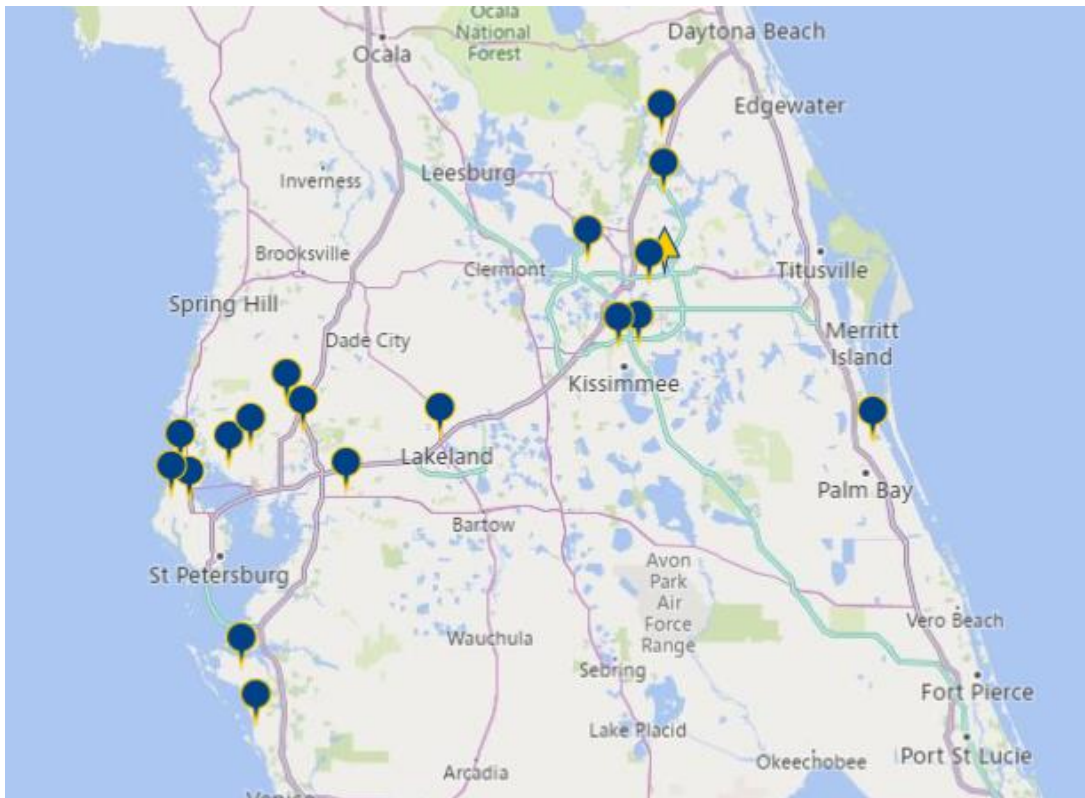 Ocala
National
Forest
Daytona Beach
Ocala
Edgewater
Leesburg
Inverness
Brooksville
Clermont
Titusville
Spring Hill
Dade City
Merritt
Island
Kissimmee
Lakeland
Palm Bay
Bartow
St Petersburg
Avon
Park
Air
Force
Range
Vero Beach
Wauchula
Sebring
Fort Pierce
Lake Placid
Okeechobee
Port St Lucie
Arcadia
Venice